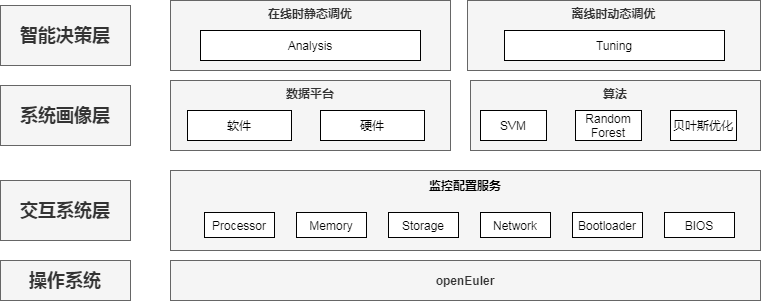 智能决策层
在线时静态调优
Analysis
离线时动态调优
Tuning
系统画像层
数据平台
软件
硬件
算法
SVM
Random
Forest
贝叶斯优化
交互系统层
监控配置服务
Processor
Memory
Storage
Network
Bootloader
BIOS
操作系统
openEuler